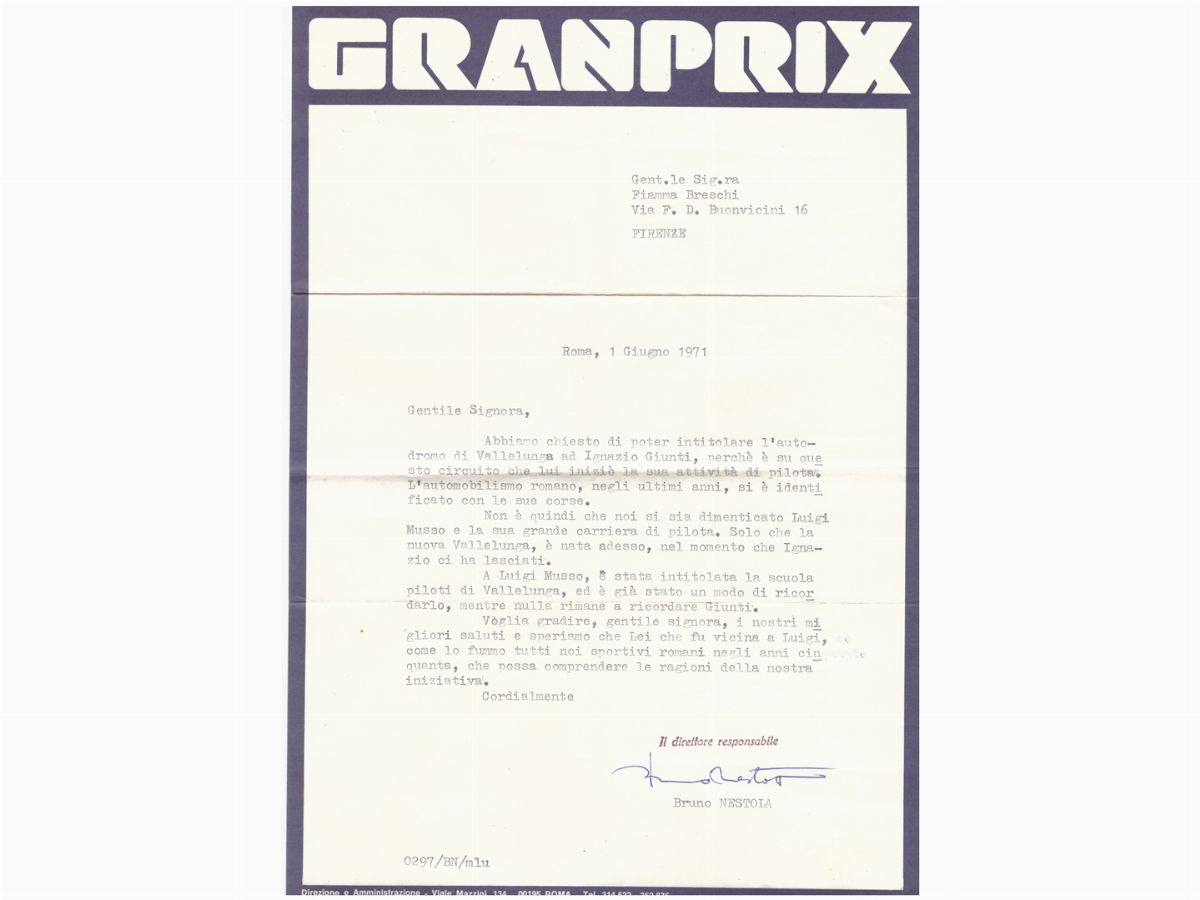 GRANPRIX
Gent.le Sig.ra
Fiamma Breschi
Via F. D. Buonvicini 16
FIRENZE
Roma, 1 Giugno 1971
Gentile Signora,
Abbiamo chiesto di poter intitolare l'auto-
dromo di Vallelunga ad Ignazio Giunti, perchè è su que
sto circuito che lui iniziò la sua attività di pilota.
L'automobilismo romano, negli ultimi anni, si è identi
ficato con le sue corse.
Non è quindi che noi si sia dimenticato Luigi
Musso e la sua grande carriera di pilota. Solo che la
nuova Vallelunga, è nata adesso, nel momento che Igna-
zio ci ha lasciati.
A Luigi Musso, è stata intitolata la scuola
piloti di Vallelunga, ed è già stato un modo di ricor
darlo, mentre nulla rimane a ricordare Giunti.
Voglia gradire, gentile signora, i nostri mi
gliori saluti e speriamo che Lei che fu vicina a Luigi,
come lo fummo tutti noi sportivi romani negli anni cin
quanta, che possa comprendere le ragioni della nostra
iniziativa.
Cordialmente
Il direttore responsabile
Bruno Nestola
Bruno NESTOLA
0297/BN/mlu
Direzione e Amministrazione - Viale Mazzini, 134 00195 ROMA Tel.